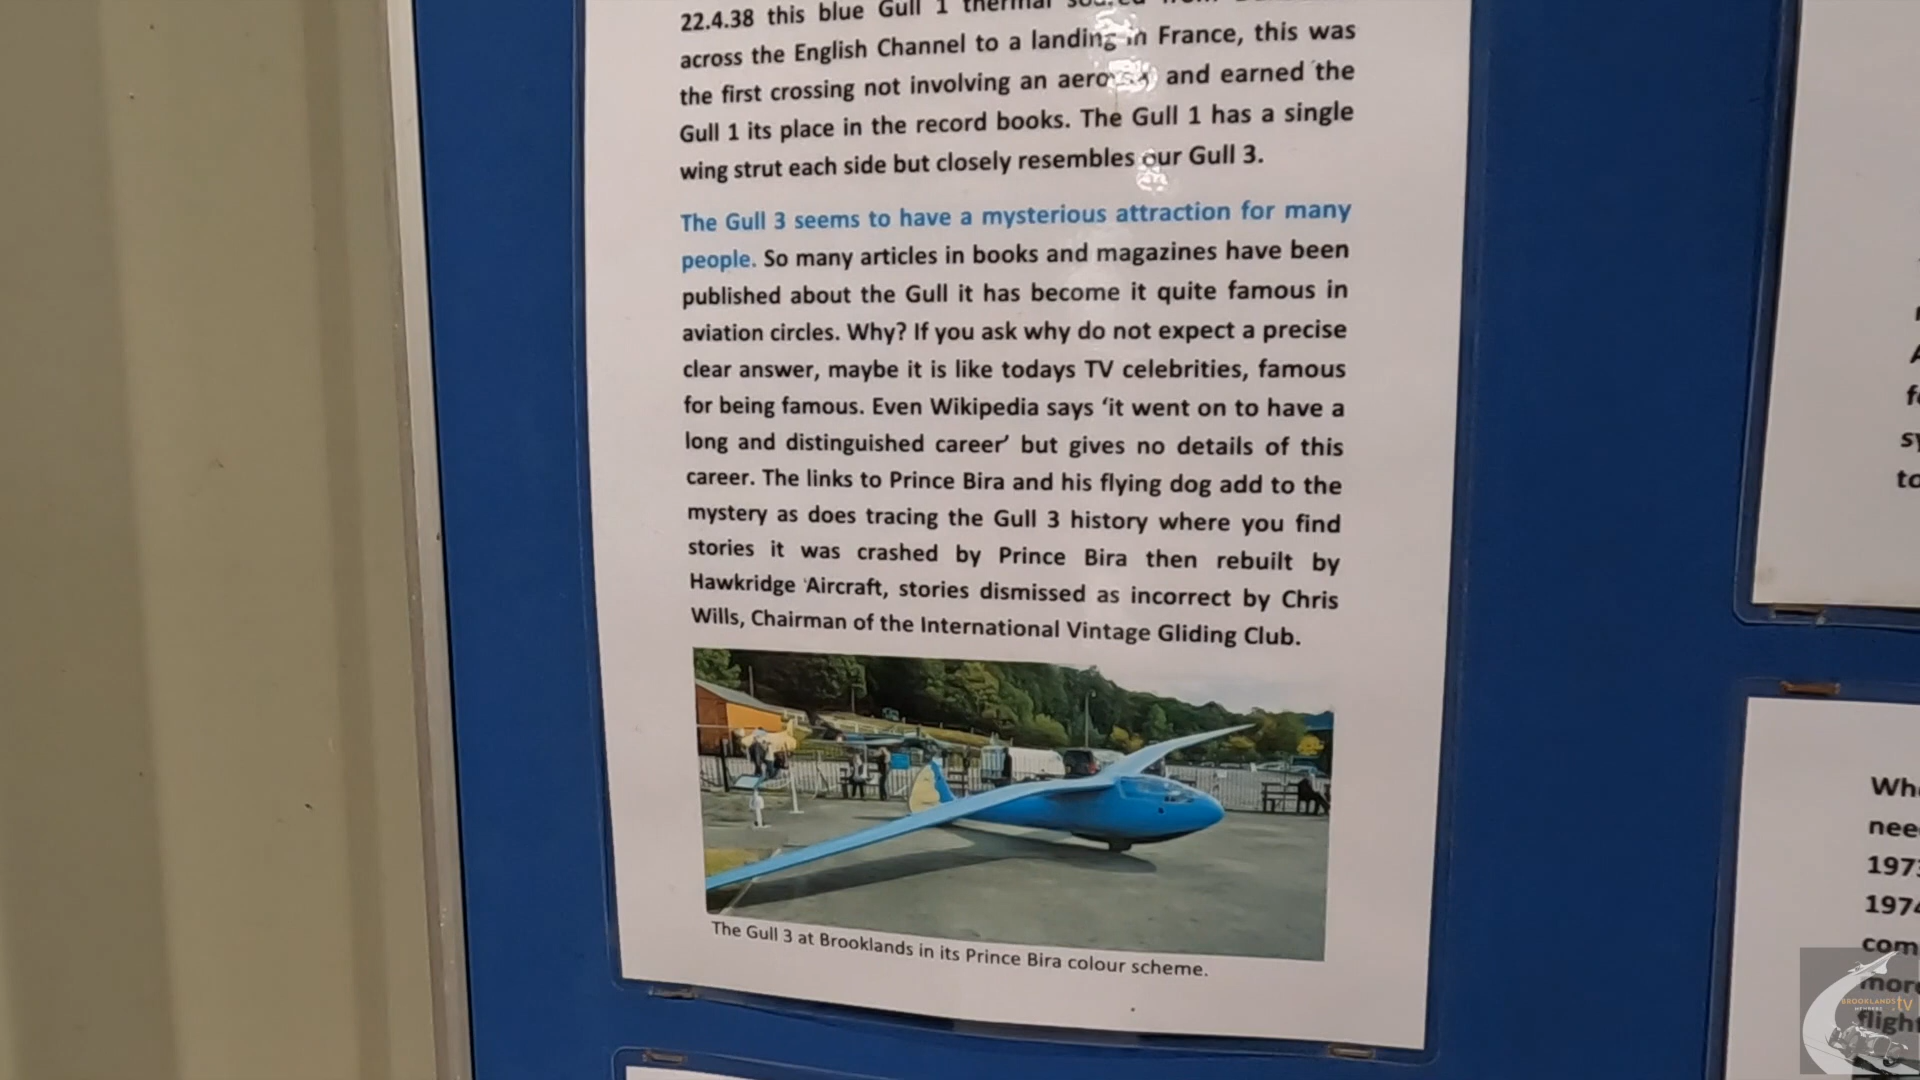 22.4.38 this blue Gull 1 thermal
across the English Channel to a landing in France, this was
the first crossing not involving an and earned the
Gull 1 its place in the record books. The Gull 1 has a single
wing strut each side but closely resembles our Gull 3.
The Gull 3 seems to have a mysterious attraction for many
people. So many articles in books and magazines have been
published about the Gull it has become it quite famous in
aviation circles. Why? If you ask why do not expect a precise
clear answer, maybe it is like todays TV celebrities, famous
for being famous. Even Wikipedia says ‘it went on to have a
long and distinguished career’ but gives no details of this
career. The links to Prince Bira and his flying dog add to the
mystery as does tracing the Gull 3 history where you find
stories it was crashed by Prince Bira then rebuilt by
Hawkridge Aircraft, stories dismissed as incorrect by Chris
Wills, Chairman of the International Vintage Gliding Club.
The Gull 3 at Brooklands in its Prince Bira colour scheme.
1974
more
BROOKLANDS
MEMBERS
TV